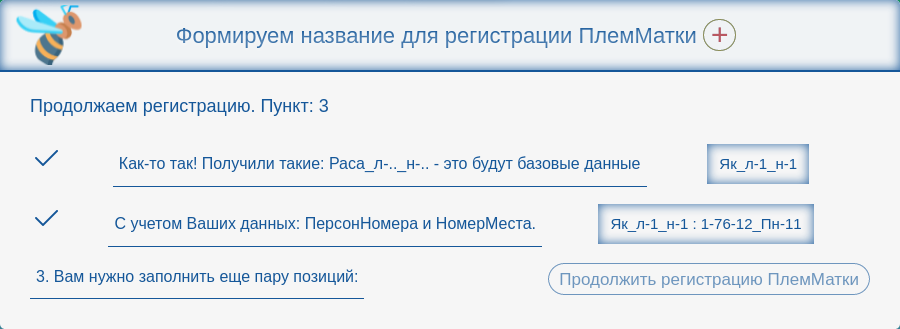 Формируем название для регистрации ПлемМатки +
Продолжаем регистрацию. Пункт: 3
Как-то так! Получили такие: Раса_л-.._н-.. - это будут базовые данные
Як_л-1_н-1
С учетом Ваших данных: ПерсонНомера и НомерМеста.
Як_л-1_н-1 : 1-76-12_Пн-11
3. Вам нужно заполнить еще пару позиций:
Продолжить регистрацию ПлемМатки